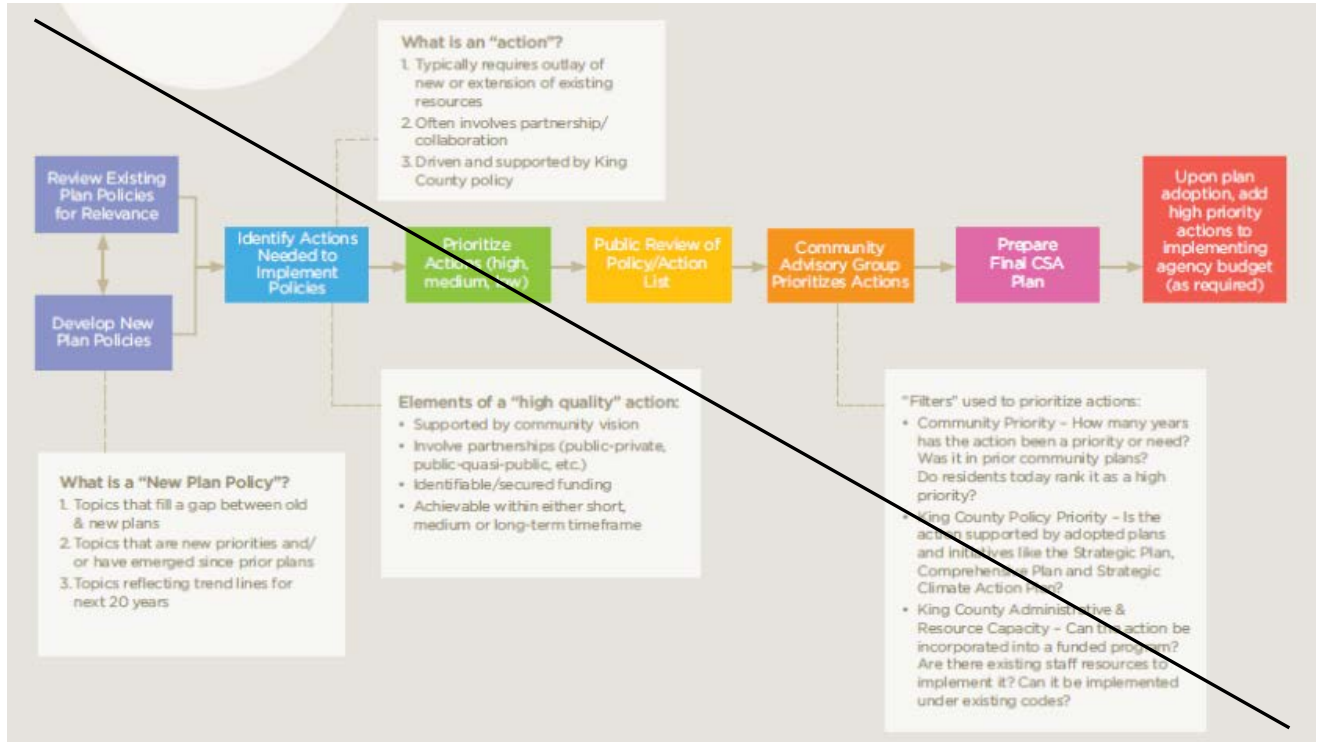 What is an “action”?
1. Typically requires outlay of
new or extension of existing
resources
2. Often involves partnership/
collaboration
3. Driven and supported by King
County policy
Review Existing
Plan Policies
for Relevance
Develop New
Plan Policies
Identify Actions
Needed to
Implement
Policies
Prioritize
Actions (high,
medium, low)
Public Review of
Policy/Action
List
Community
Advisory Group
Prioritizes Actions
Prepare
Final CSA
Plan
Upon plan
adoption, add
high priority
actions to
implementing
agency budget
(as required)
What is a “New Plan Policy”?
1. Topics that fill a gap between old
& new plans
2. Topics that are new priorities and/
or have emerged since prior plans
3. Topics reflecting trend lines for
next 20 years
Elements of a “high quality” action:
• Supported by community vision
• Involve partnerships (public-private,
public-quasi-public, etc.)
• Identifiable/secured funding
• Achievable within either short,
medium or long-term timeframe
“Filters” used to prioritize actions:
• Community Priority – How many years
has the action been a priority or need?
Was it in prior community plans?
Do residents today rank it as a high
priority?
• King County Policy Priority – Is the
action supported by adopted plans
and initiatives like the Strategic Plan,
Comprehensive Plan and Strategic
Climate Action Plan?
• King County Administrative &
Resource Capacity – Can the action be
incorporated into a funded program?
Are there existing staff resources to
implement it? Can it be implemented
under existing codes?